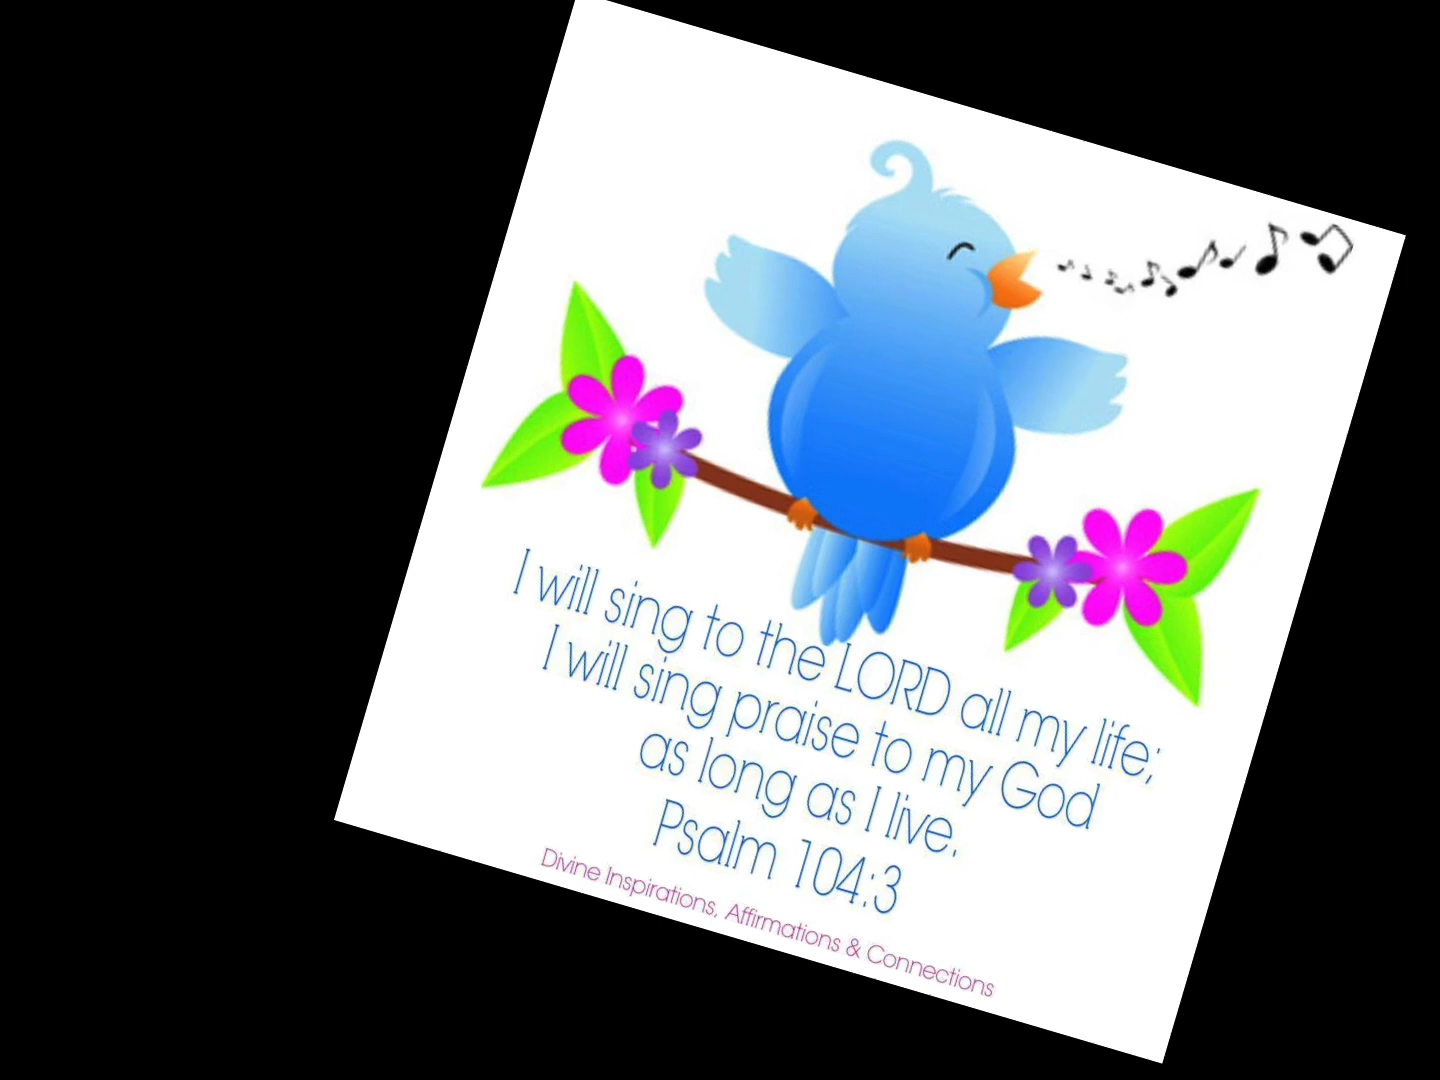 I will sing to the LORD all my life;
I will sing praise to my God
as long as I live.
Psalm 104:3
Divine Inspirations, Affirmations & Connections